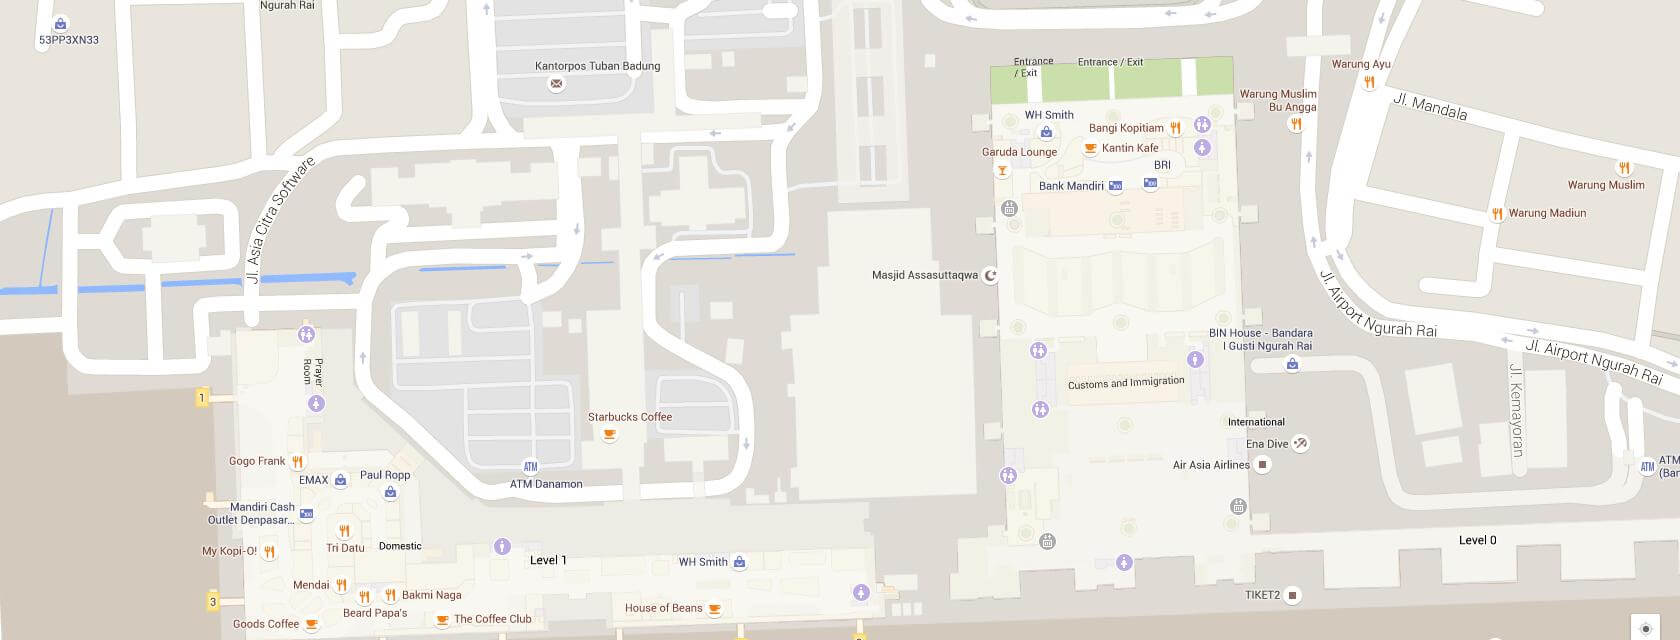 Ngurah Rai
53PP3XN33
Kantorpos Tuban Badung
Entrance
/ Exit
Entrance / Exit
Warung Ayu
Warung Muslim
Bu Angga
Jl. Mandala
WH Smith
Bangi Kopitiam
Garuda Lounge
Kantin Kafe
BRI
Bank Mandiri
Warung Muslim
Warung Madiun
Jl. Asia Citra Software
Masjid Assasuttaqwa
Jl. Airport Ngurah Rai
Jl. Airport Ngurah Rai
BIN House - Bandara
I Gusti Ngurah Rai
Prayer
Room
1
Customs and Immigration
Jl. Kemayoran
Starbucks Coffee
International
Ena Dive
Gogo Frank
EMAX
Paul Ropp
ATM
ATM Danamon
Air Asia Airlines
ATM
ATM
(Ban
Mandiri Cash
Outlet Denpasar...
Tri Datu
Domestic
My Kopi-O!
Level 1
WH Smith
Level 0
Mendai
Bakmi Naga
Beard Papa's
3
House of Beans
TIKET2
Goods Coffee
The Coffee Club